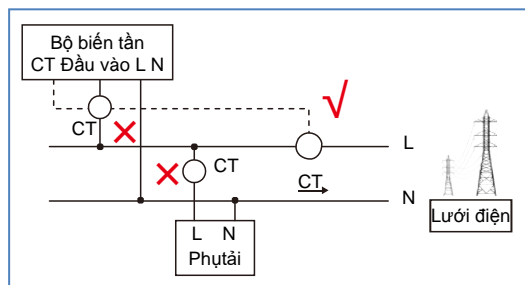 Bộ biến tần
CT Đầu vào L N
CT
L
CT
CT
N
L N
Phụtải
Lưới điện